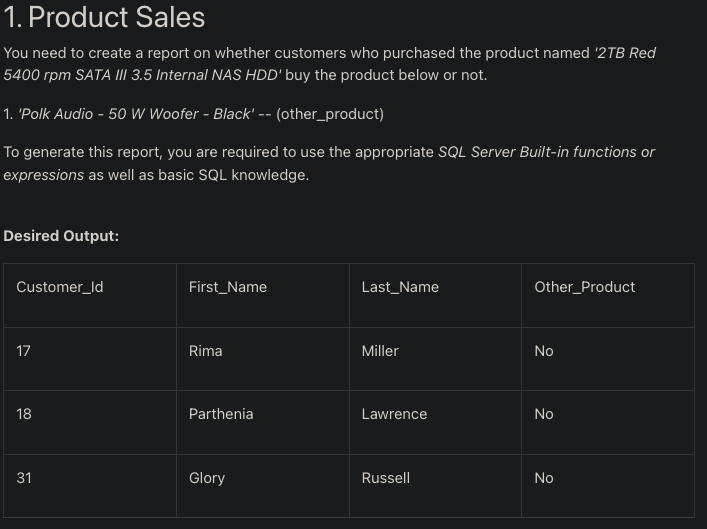 1. Product Sales
You need to create a report on whether customers who purchased the product named '2TB Red
5400 rpm SATA III 3.5 Internal NAS HDD' buy the product below or not.
1. 'Polk Audio - 50 W Woofer - Black' -- (other_product)
To generate this report, you are required to use the appropriate SQL Server Built-in functions or
expressions as well as basic SQL knowledge.
Desired Output:
Customer_Id First_Name Last_Name Other_Product
17 Rima Miller No
18 Parthenia Lawrence No
31 Glory Russell No